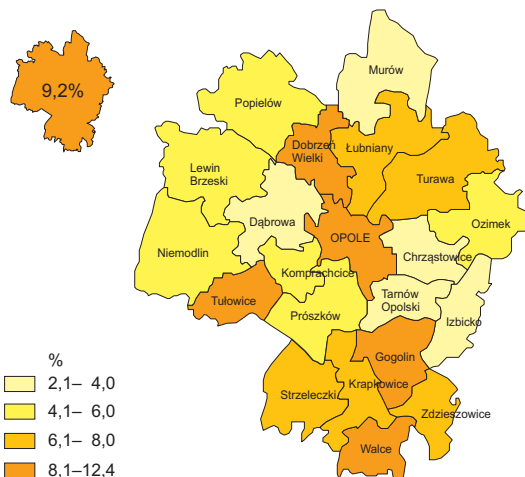 9,2%
Murów
Popielów
Dobrzeń
Wielki
Łubniany
Lewin
Brzeski
Turawa
Dąbrowa
Ozimek
OPOLE
Niemodlin
Chrząstowice
Komprachcice
Tułowice
Tarnów
Opolski
Prószków
Izbicko
Gogolin
Strzeleczki
Krapkowice
Zdzieszowice
Walce
%
2,1– 4,0
4,1– 6,0
6,1– 8,0
8,1–12,4